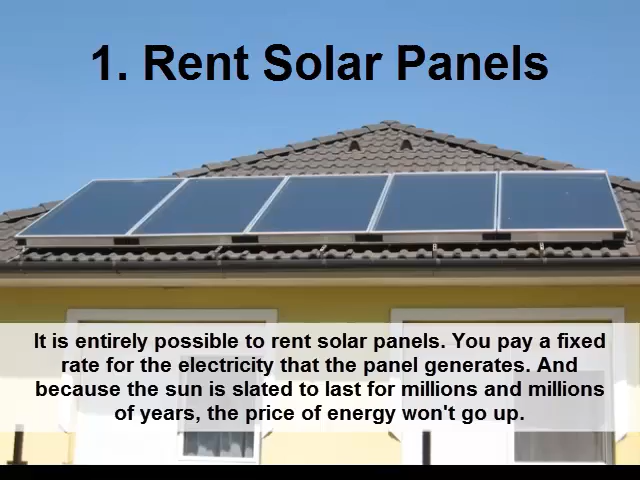 1. Rent Solar Panels
It is entirely possible to rent solar panels. You pay a fixed
rate for the electricity that the panel generates. And
because the sun is slated to last for millions and millions
of years, the price of energy won't go up.